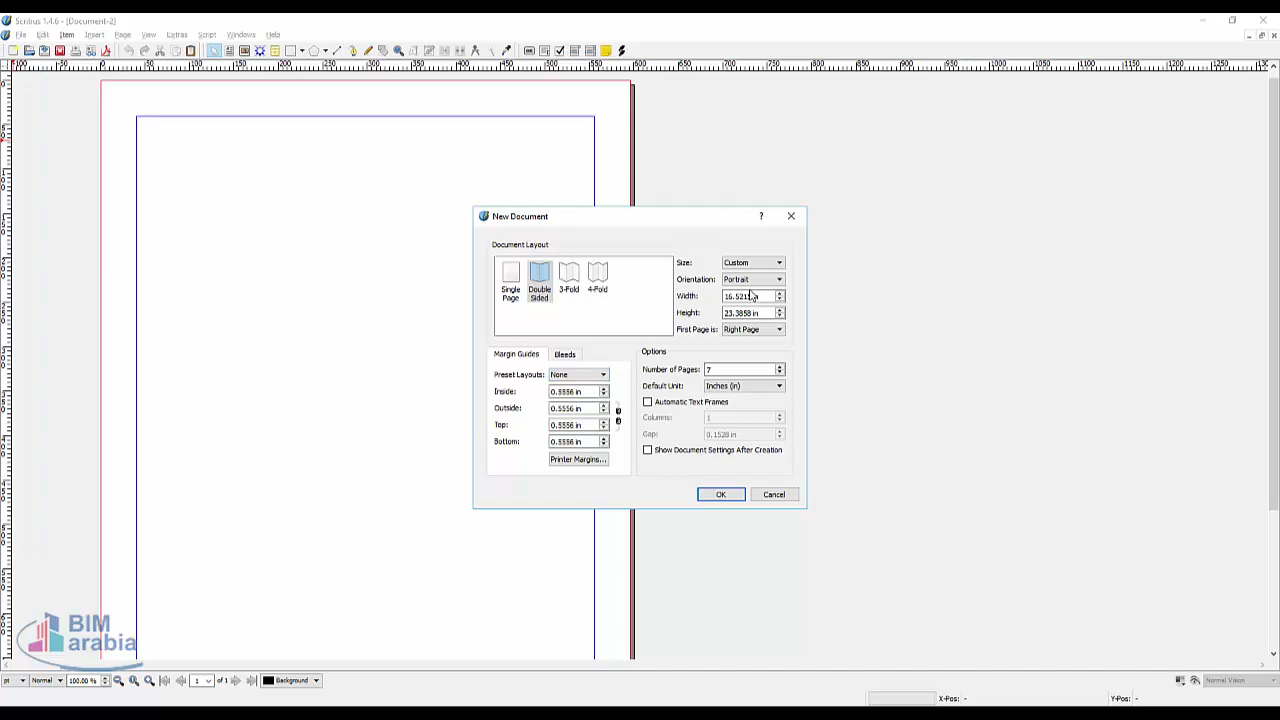 Scribus 1.4.6 - [Document-2]
File Edit Item Insert Page View Extras Script Windows Help
New Document
Document Layout
Single Page
Double Sided
3-Fold
4-Fold
Size: Custom
Orientation: Portrait
Width:
Height: 23.3858 in
First Page is: Right Page
Margin Guides Bleeds
Preset Layouts: None
Inside: 0.5556 in
Outside: 0.5556 in
Top: 0.5556 in
Bottom: 0.5556 in
Printer Margins...
Options
Number of Pages: 7
Default Unit: Inches (in)
Automatic Text Frames
Columns: 1
Gap: 0.1528 in
Show Document Settings After Creation
OK Cancel
BIM
arabia
pt Normal 100.00 % 1 of 1 Background Normal Vision
X-Pos: - Y-Pos: -